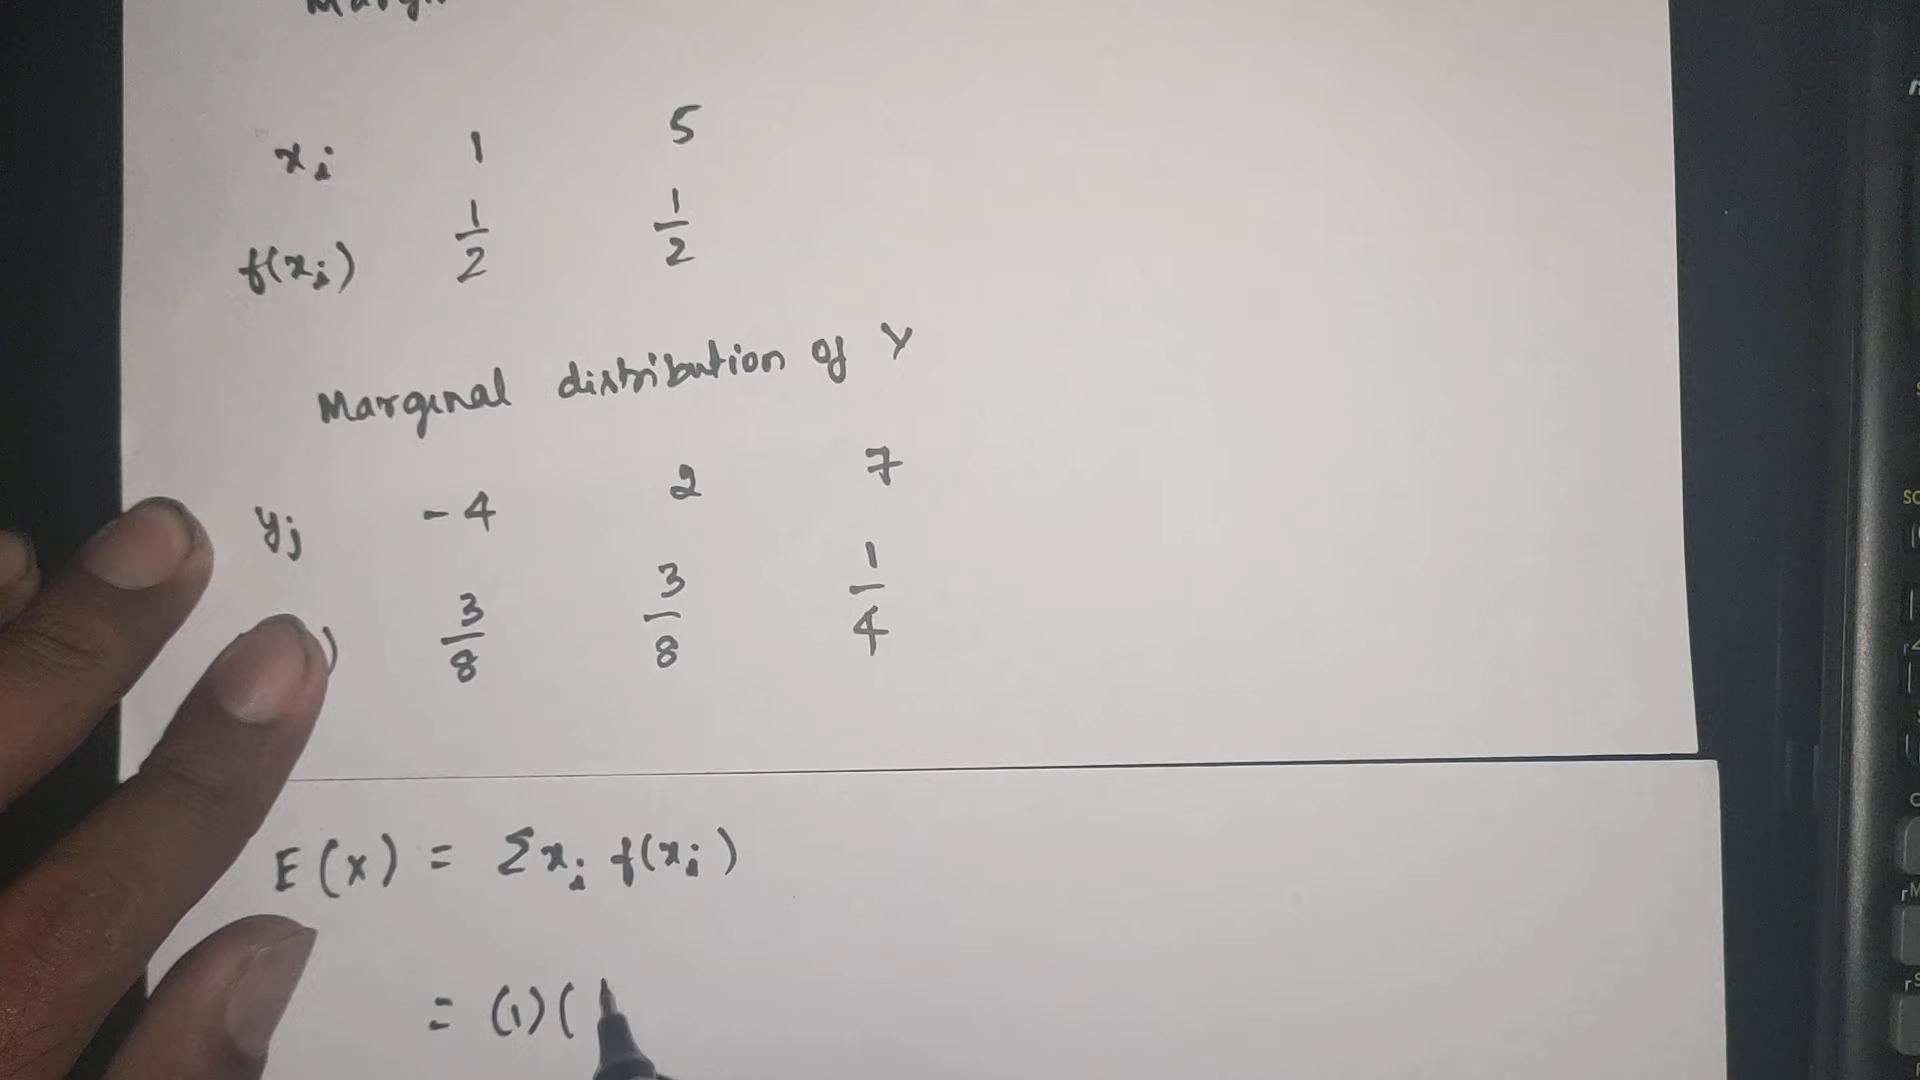 xi 1 5
f(xi) 1/2 1/2
Marginal distribution of Y
yj -4 2 7
) 3/8 3/8 1/4
E(X) = Σxi f(xi)
= (1)(